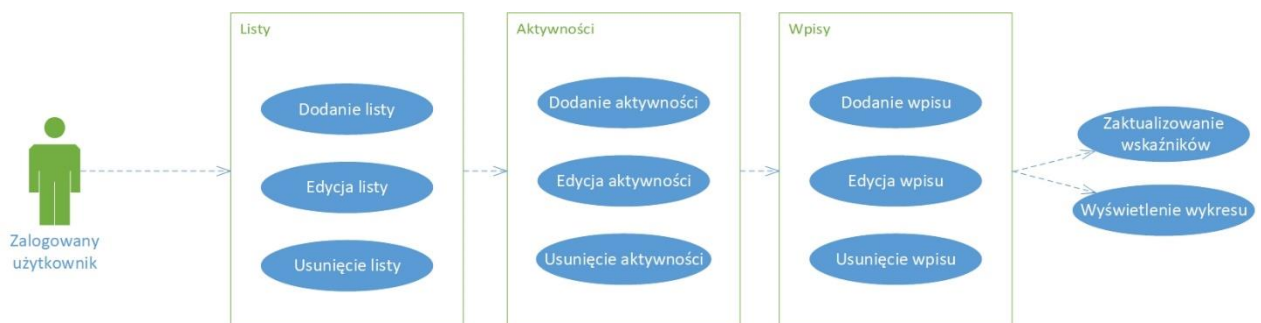 Listy
Aktywności
Wpisy
Dodanie listy
Dodanie aktywności
Dodanie wpisu
Zaktualizowanie
wskaźników
Edycja listy
Edycja aktywności
Edycja wpisu
Wyświetlenie wykresu
Zalogowany
użytkownik
Usunięcie listy
Usunięcie aktywności
Usunięcie wpisu